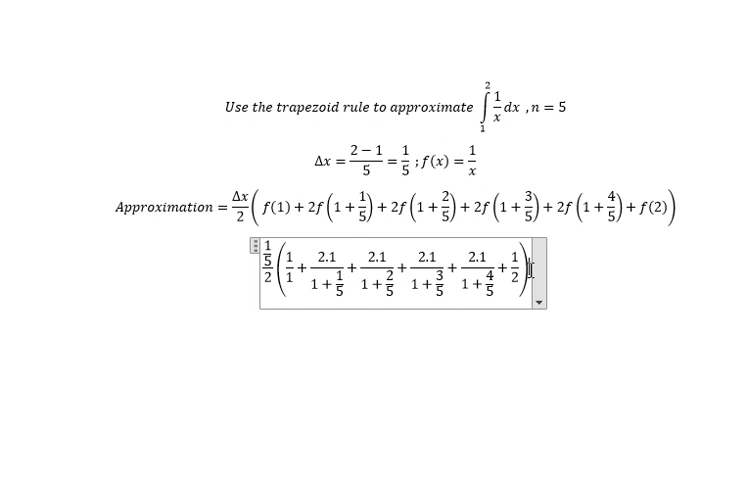 Use the trapezoid rule to approximate ∫₁² 1/x dx , n = 5
Δx = (2 − 1)/5 = 1/5 ; f(x) = 1/x
Approximation = Δx/2 ( f(1) + 2f (1 + 1/5) + 2f (1 + 2/5) + 2f (1 + 3/5) + 2f (1 + 4/5) + f(2) )
(1/5)/2 ( 1/1 + 2.1/(1 + 1/5) + 2.1/(1 + 2/5) + 2.1/(1 + 3/5) + 2.1/(1 + 4/5) + 1/2 )